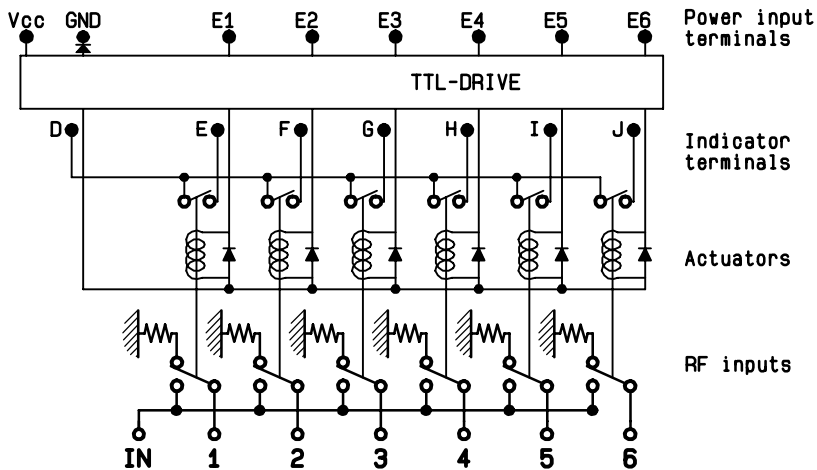 Vcc GND E1 E2 E3 E4 E5 E6 Power input
terminals
TTL-DRIVE
D E F G H I J Indicator
terminals
Actuators
RF inputs
IN 1 2 3 4 5 6